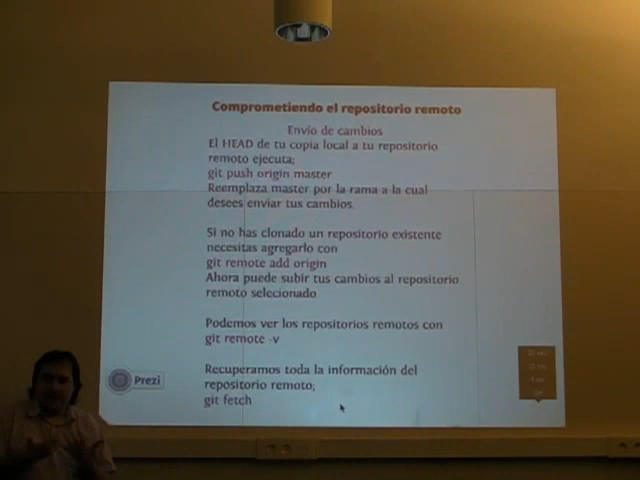 Comprometiendo el repositorio remoto
Envío de cambios
El HEAD de tu copia local a tu repositorio
remoto ejecuta;
git push origin master
Reemplaza master por la rama a la cual
desees enviar tus cambios.
Si no has clonado un repositorio existente
necesitas agregarlo con
git remote add origin
Ahora puede subir tus cambios al repositorio
remoto selecionado
Podemos ver los repositorios remotos con
git remote -v
Recuperamos toda la información del
repositorio remoto;
git fetch
Prezi